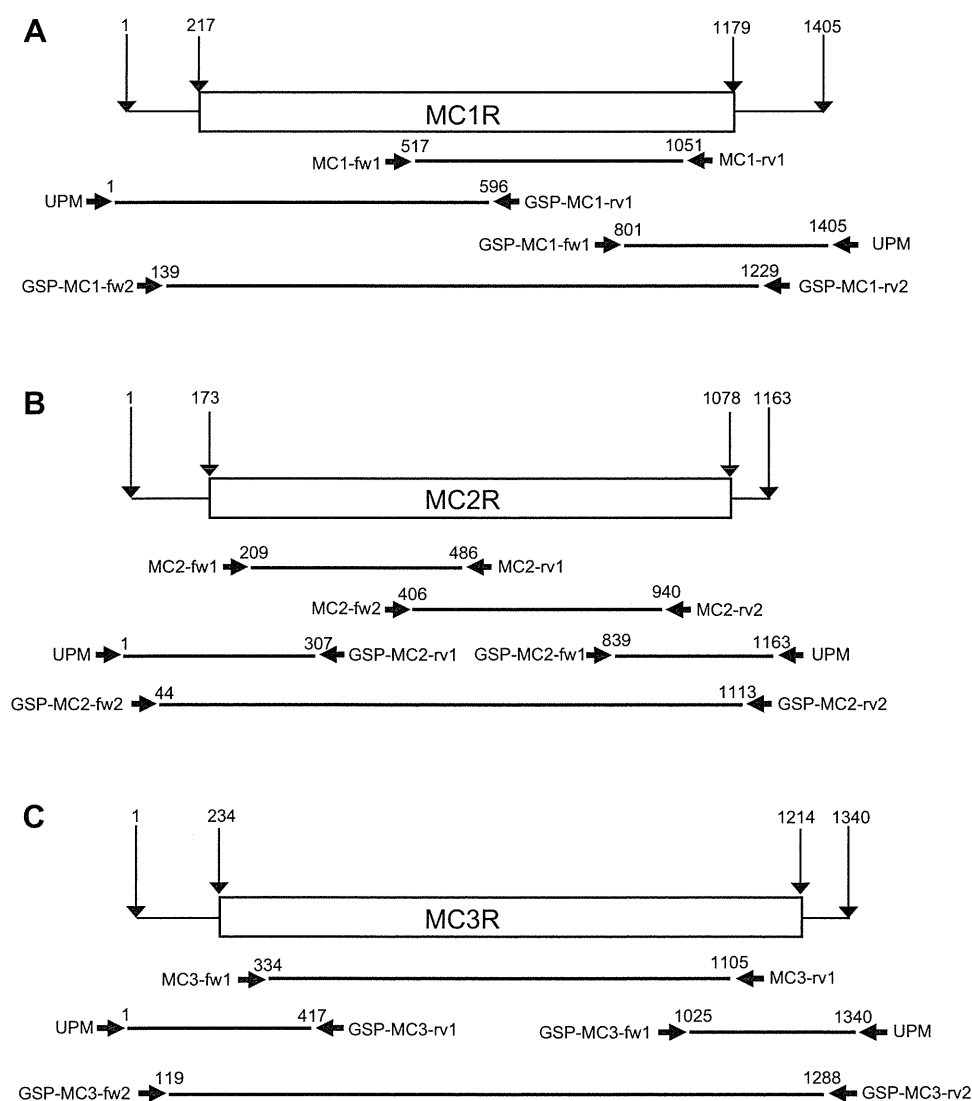 A
1 217 1179 1405
MC1R
MC1-fw1 517 1051 MC1-rv1
UPM 1 596 GSP-MC1-rv1
GSP-MC1-fw1 801 1405 UPM
GSP-MC1-fw2 139 1229 GSP-MC1-rv2
B
1 173 1078 1163
MC2R
MC2-fw1 209 486 MC2-rv1
MC2-fw2 406 940 MC2-rv2
UPM 1 307 GSP-MC2-rv1 GSP-MC2-fw1 839 1163 UPM
GSP-MC2-fw2 44 1113 GSP-MC2-rv2
C
1 234 1214 1340
MC3R
MC3-fw1 334 1105 MC3-rv1
UPM 1 417 GSP-MC3-rv1 GSP-MC3-fw1 1025 1340 UPM
GSP-MC3-fw2 119 1288 GSP-MC3-rv2